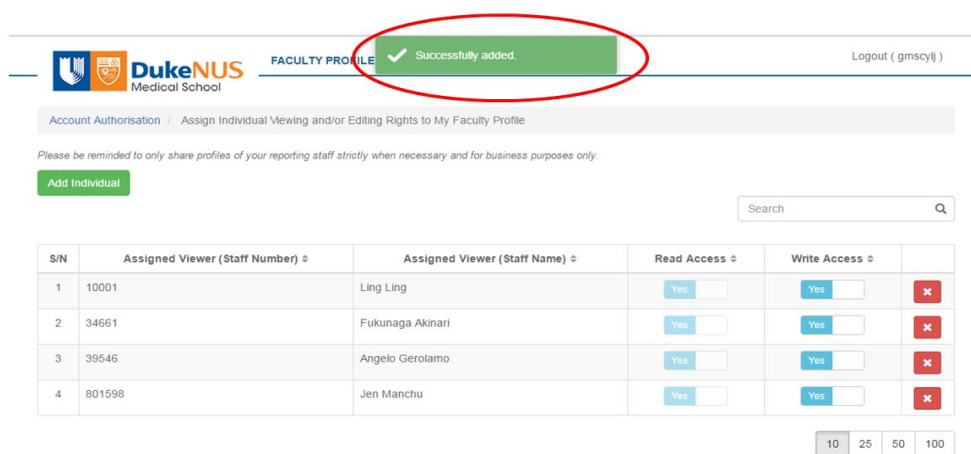 Successfully added.
FACULTY PROFILE
Logout ( gmscylj )
DukeNUS
Medical School
Account Authorisation / Assign Individual Viewing and/or Editing Rights to My Faculty Profile
Please be reminded to only share profiles of your reporting staff strictly when necessary and for business purposes only.
Add Individual
Search
S/N Assigned Viewer (Staff Number) Assigned Viewer (Staff Name) Read Access Write Access
1 10001 Ling Ling Yes Yes
2 34661 Fukunaga Akinari Yes Yes
3 39546 Angelo Gerolamo Yes Yes
4 801598 Jen Manchu Yes Yes
10 25 50 100